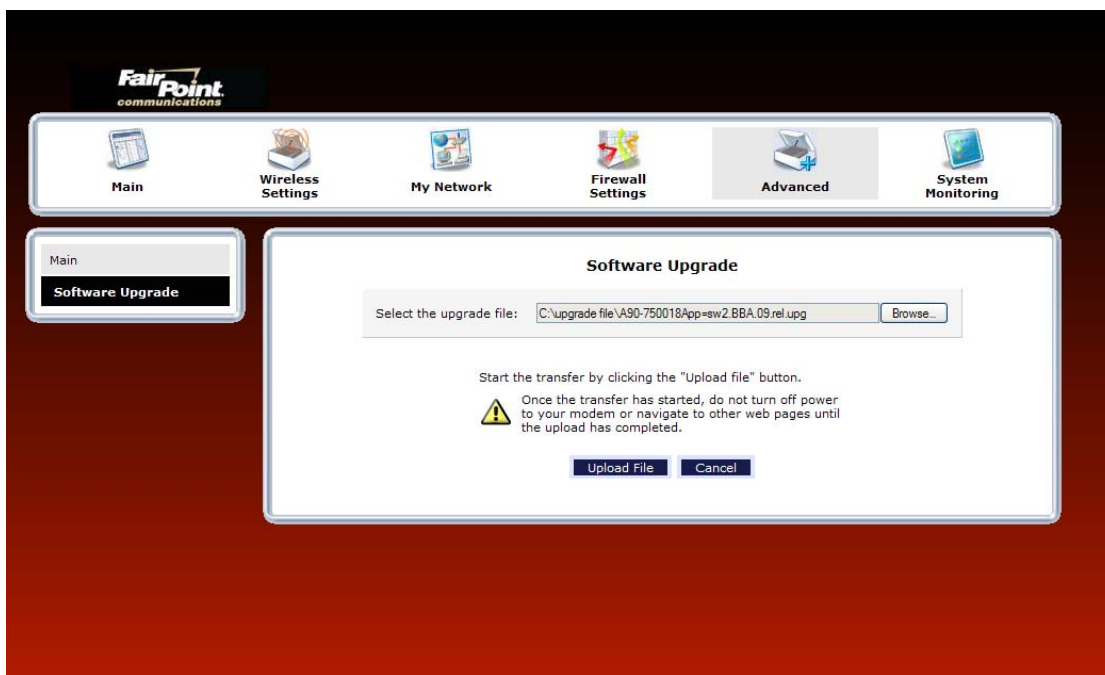 FairPoint.
communications
Main
Wireless
Settings
My Network
Firewall
Settings
Advanced
System
Monitoring
Main
Software Upgrade
Software Upgrade
Select the upgrade file: C:\upgrade file\A90-750018App=sw2.BBA.09.rel.upg Browse...
Start the transfer by clicking the "Upload file" button.
Once the transfer has started, do not turn off power
to your modem or navigate to other web pages until
the upload has completed.
Upload File Cancel